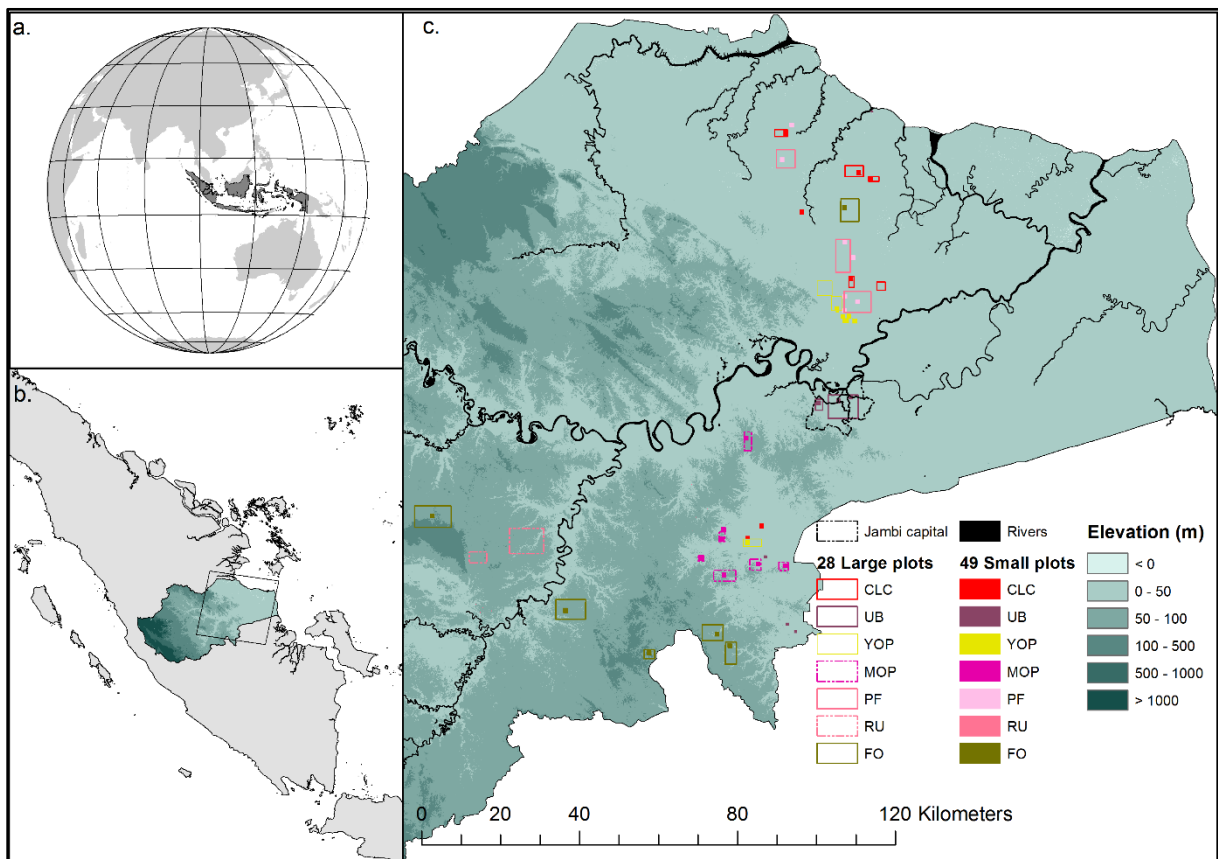 a.
b.
c.
Jambi capital
28 Large plots
CLC
UB
YOP
MOP
PF
RU
FO
Rivers
49 Small plots
CLC
UB
YOP
MOP
PF
RU
FO
Elevation (m)
< 0
0 - 50
50 - 100
100 - 500
500 - 1000
> 1000
0 20 40 80 120 Kilometers